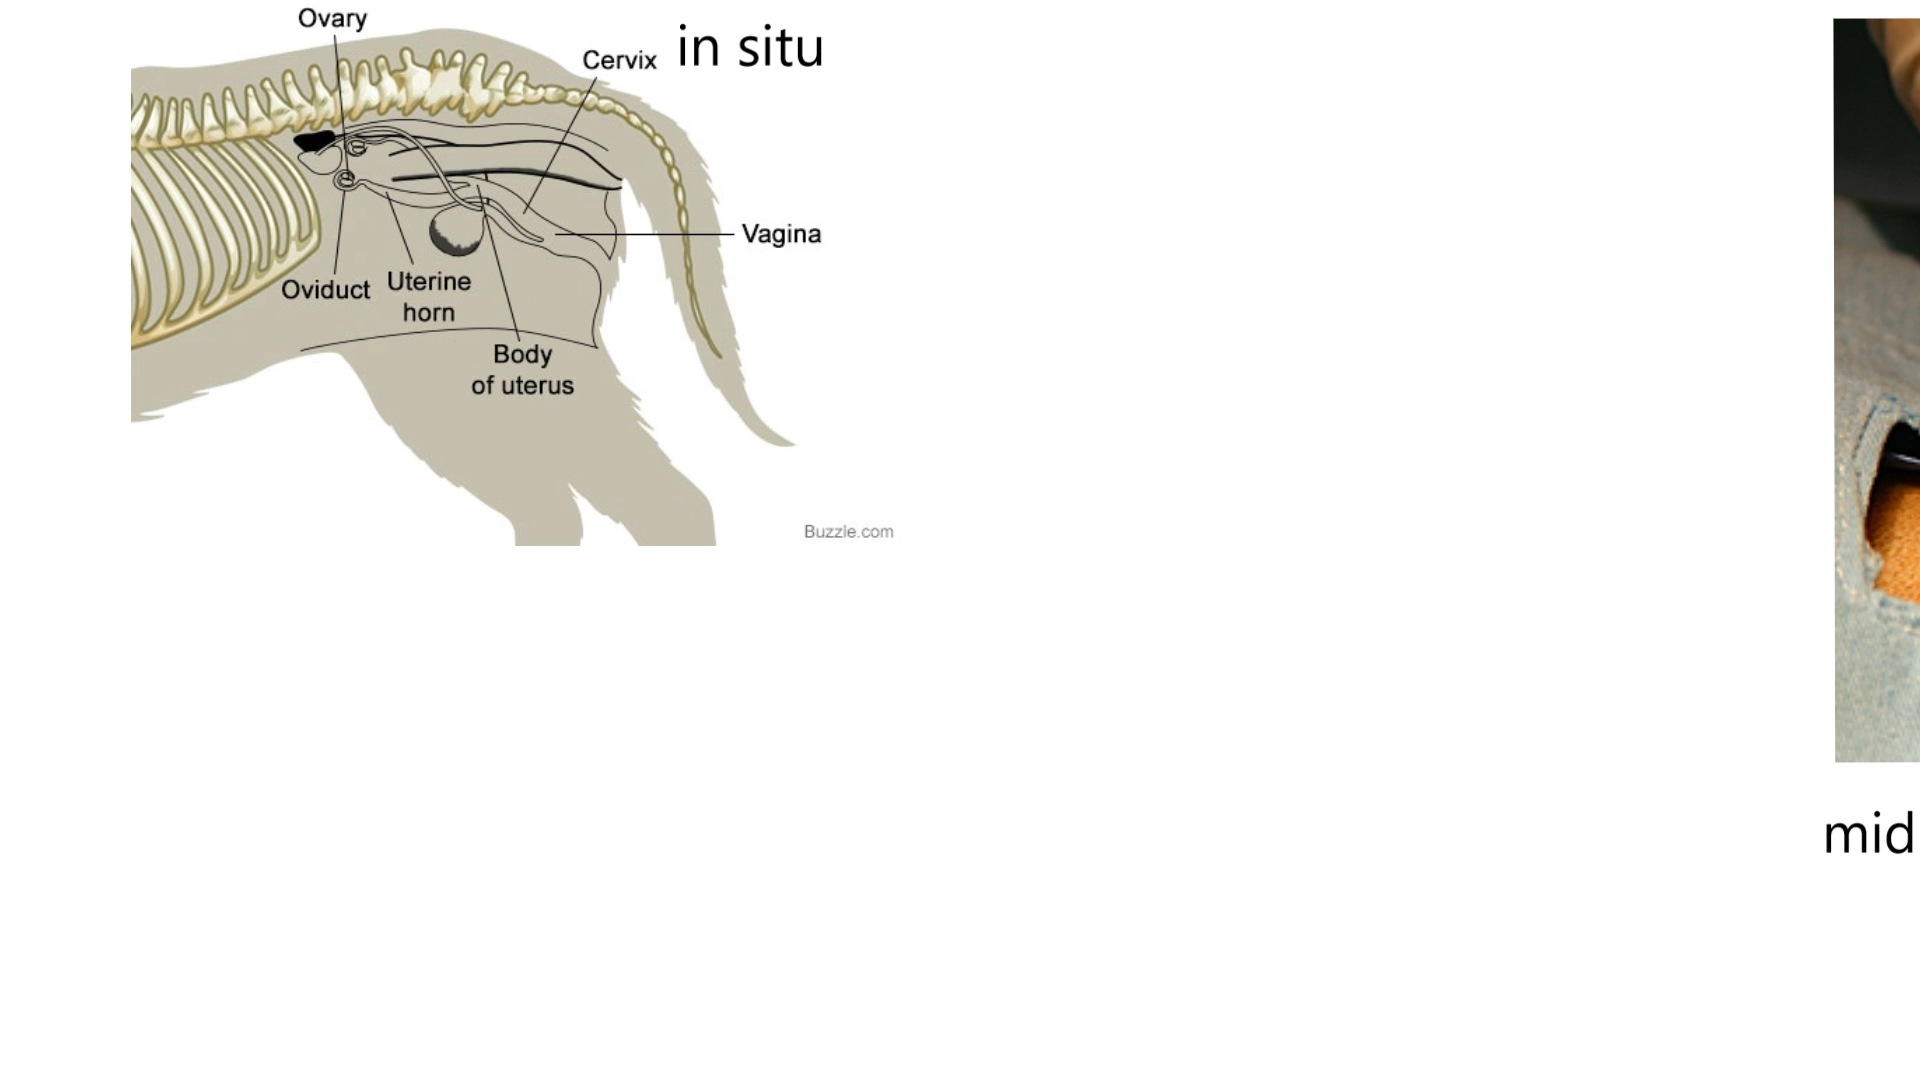 Ovary
in situ
Cervix
Vagina
Oviduct
Uterine
horn
Body
of uterus
Buzzle.com
mid